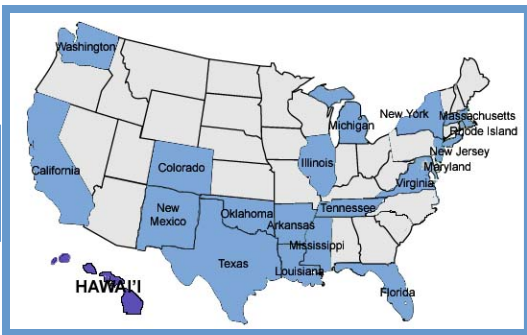 Washington
Michigan
New York
Massachusetts
Rhode Island
New Jersey
Maryland
Illinois
Virginia
California
Colorado
New
Mexico
Oklahoma
Tennessee
Arkansas
Mississippi
Texas
Louisiana
Florida
HAWAI'I